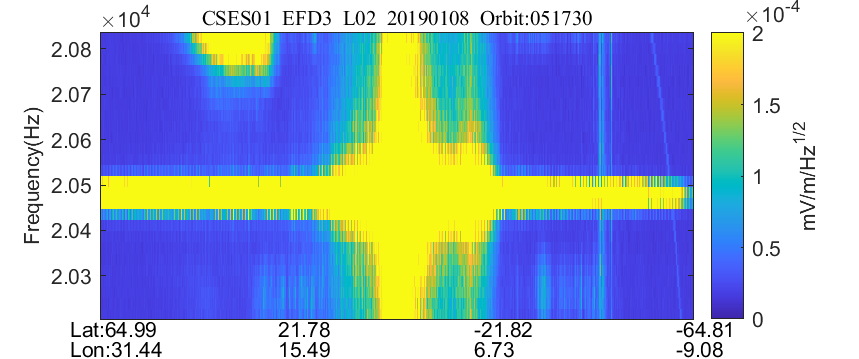 CSES01 EFD3 L02 20190108 Orbit:051730
×10⁴
×10⁻⁴
2.08
2.07
2.06
2.05
2.04
2.03
Frequency(Hz)
2
1.5
1
0.5
0
mV/m/Hz^1/2
Lat:64.99 21.78 -21.82 -64.81
Lon:31.44 15.49 6.73 -9.08